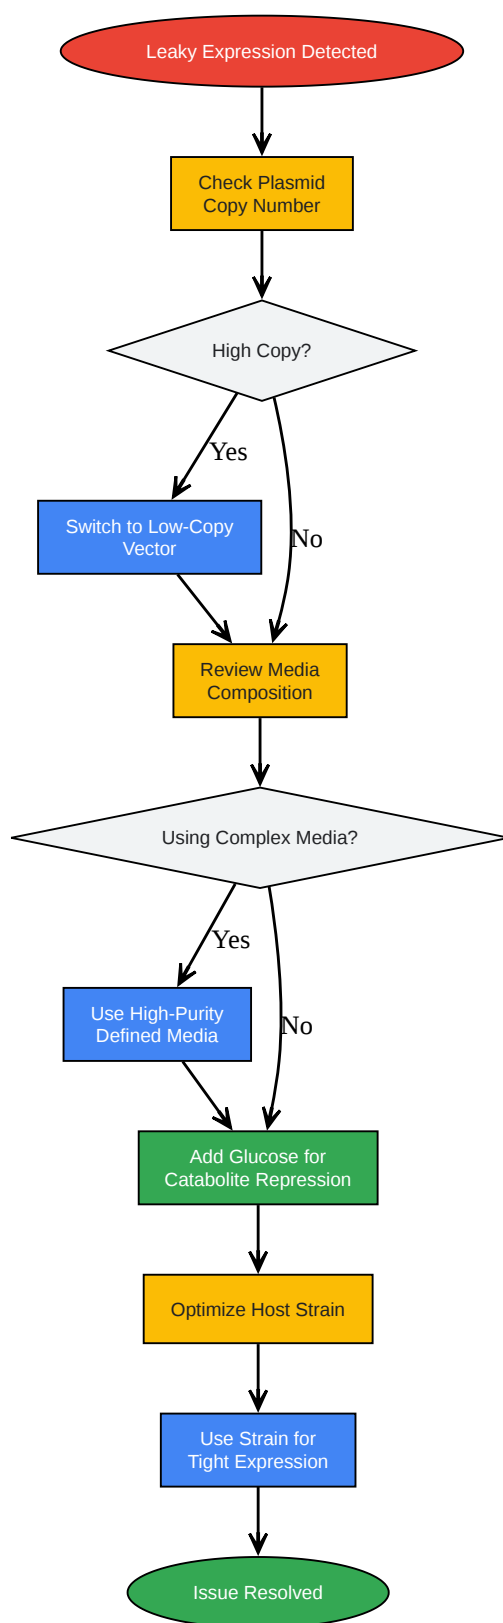 Leaky Expression Detected
Check Plasmid
Copy Number
High Copy?
Yes
Switch to Low-Copy
Vector
No
Review Media
Composition
Using Complex Media?
Yes
Use High-Purity
Defined Media
No
Add Glucose for
Catabolite Repression
Optimize Host Strain
Use Strain for
Tight Expression
Issue Resolved